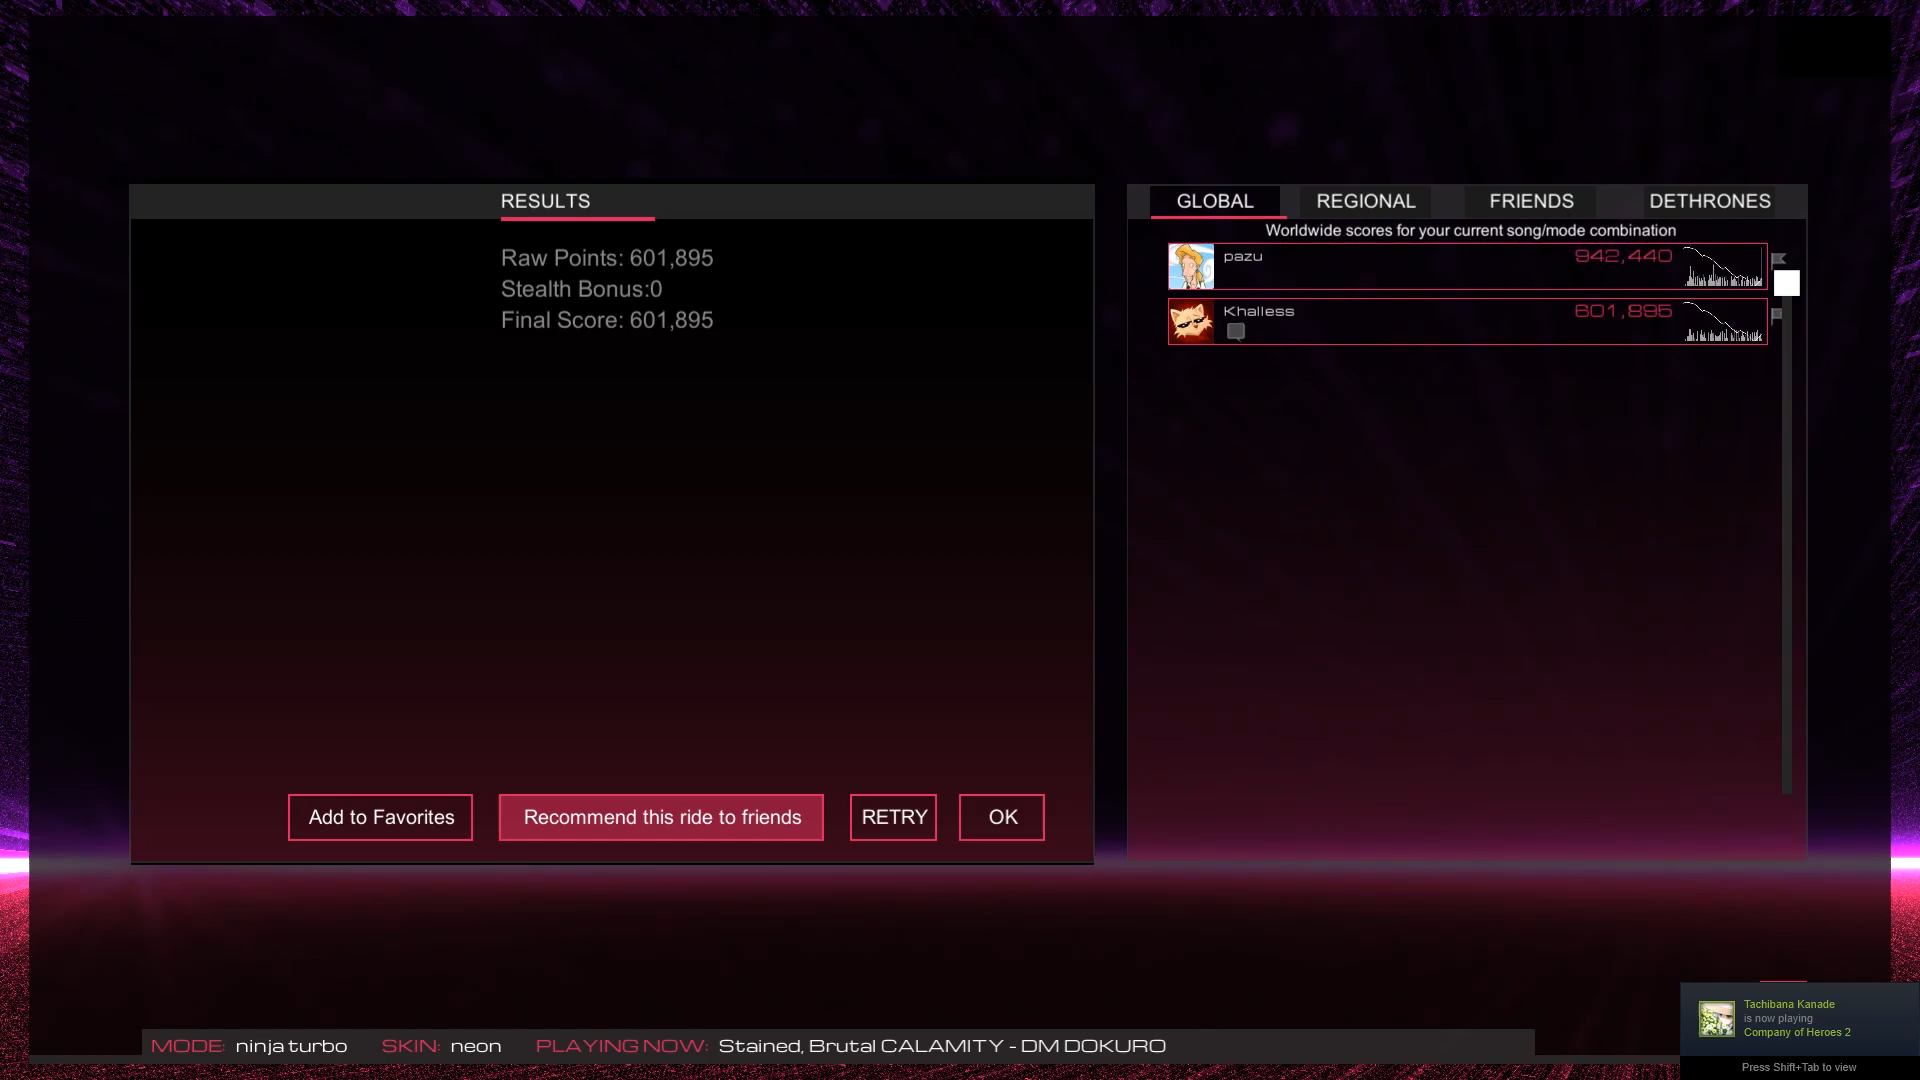 RESULTS
Raw Points: 601,895
Stealth Bonus:0
Final Score: 601,895
Add to Favorites
Recommend this ride to friends
RETRY
OK
GLOBAL
REGIONAL
FRIENDS
DETHRONES
Worldwide scores for your current song/mode combination
pazu
942,440
Khalless
601,895
MODE: ninja turbo SKIN: neon PLAYING NOW: Stained, Brutal CALAMITY - DM DOKURO
Tachibana Kanade
is now playing
Company of Heroes 2
Press Shift+Tab to view